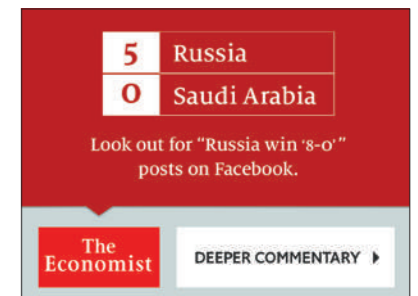 5 Russia
0 Saudi Arabia
Look out for “Russia win ‘8-0’”
posts on Facebook.
The
Economist
DEEPER COMMENTARY